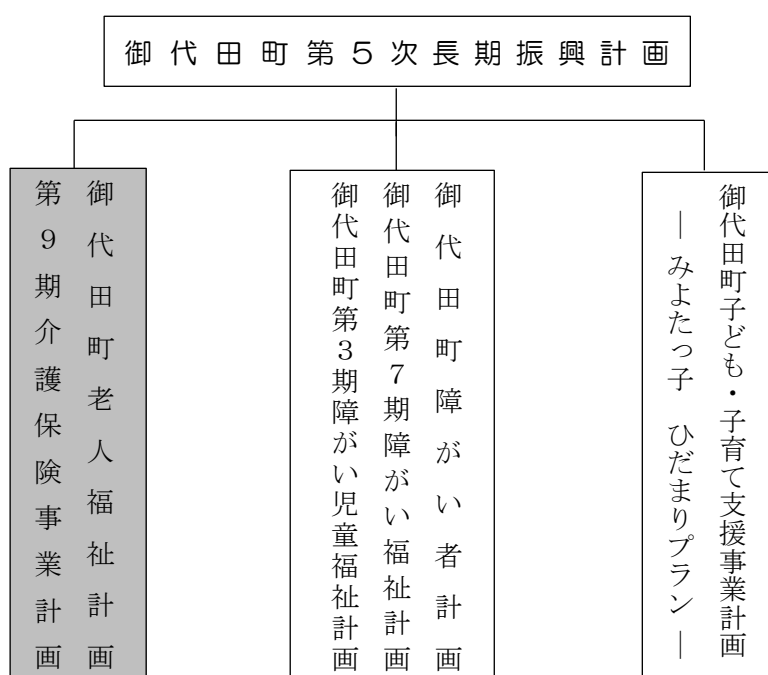 御代田町第５次長期振興計画
御代田町子ども・子育て支援事業計画
― みよたっ子　ひだまりプラン ―
御代田町障がい者計画
御代田町第７期障がい福祉計画
御代田町第３期障がい児童福祉計画
御代田町老人福祉計画
第９期介護保険事業計画